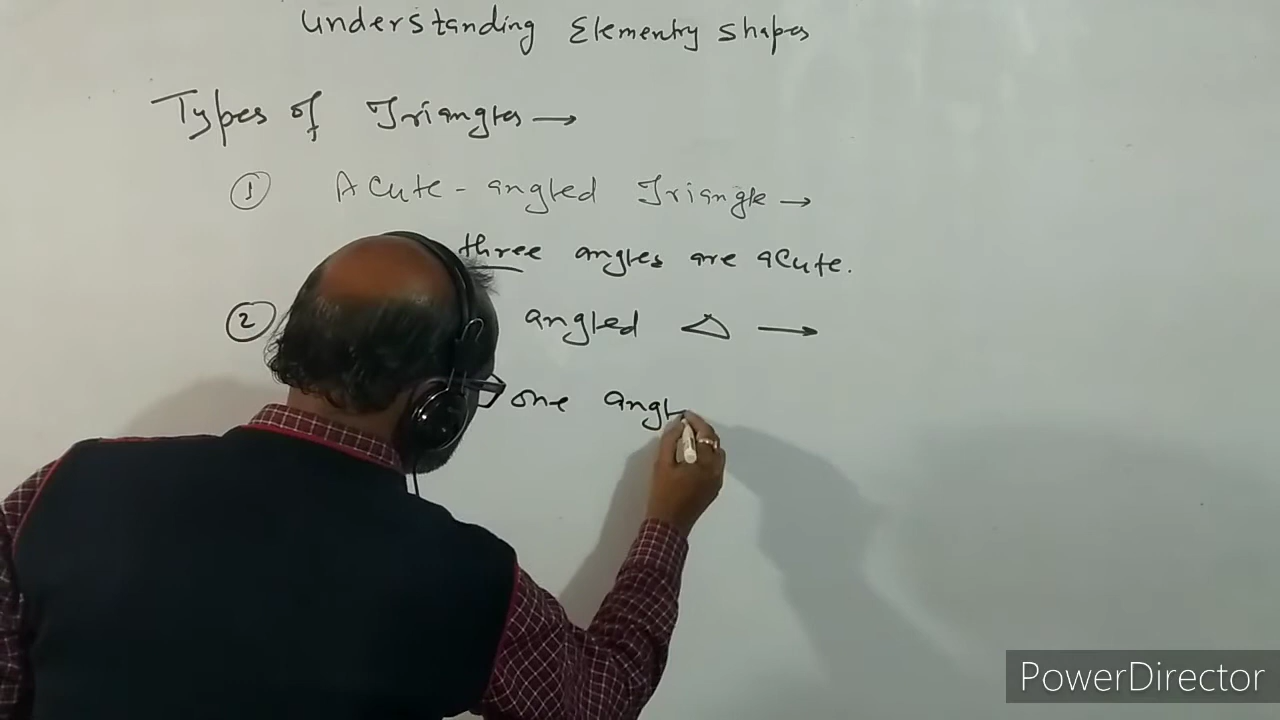 Understanding Elementry shapes
Types of Triangles →
① Acute-angled Triangle →
three angles are acute.
② angled △ →
one angl
PowerDirector